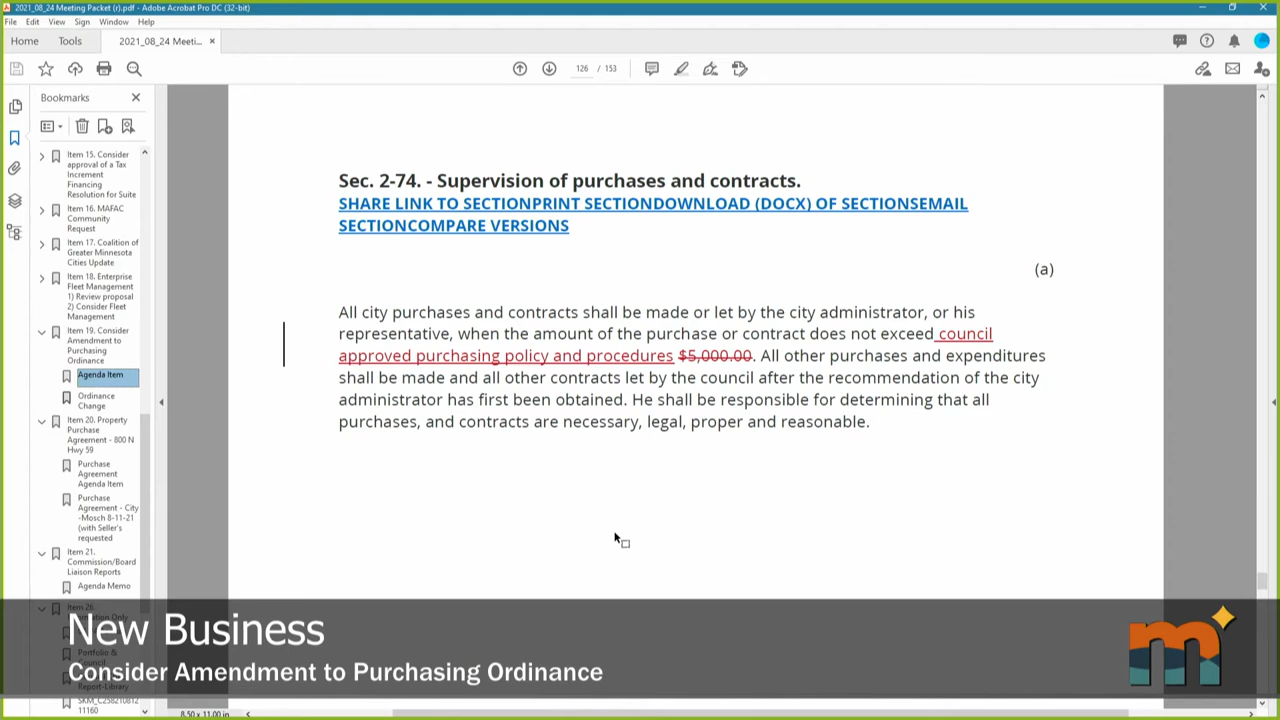 2021_08_24 Meeting Packet (r).pdf - Adobe Acrobat Pro DC (32-bit)
File Edit View Sign Window Help
Home Tools 2021_08_24 Meeti... ×
126 / 153
Bookmarks
Item 15. Consider
approval of a Tax
Increment
Financing
Resolution for Suite
Item 16. MAFAC
Community
Request
Item 17. Coalition of
Greater Minnesota
Cities Update
Item 18. Enterprise
Fleet Management
1) Review proposal
2) Consider Fleet
Management
Item 19. Consider
Amendment to
Purchasing
Ordinance
Agenda Item
Ordinance
Change
Item 20. Property
Purchase
Agreement - 800 N
Hwy 59
Purchase
Agreement
Agenda Item
Purchase
Agreement - City
-Mosch 8-11-21
(with Seller's
requested
Item 21.
Commission/Board
Liaison Reports
Agenda Memo
Portfolio &
Council
Report-Library
SKM_C258210812
11160
Sec. 2-74. - Supervision of purchases and contracts.
SHARE LINK TO SECTIONPRINT SECTIONDOWNLOAD (DOCX) OF SECTIONSEMAIL
SECTIONCOMPARE VERSIONS
(a)
All city purchases and contracts shall be made or let by the city administrator, or his
representative, when the amount of the purchase or contract does not exceed council
approved purchasing policy and procedures $5,000.00. All other purchases and expenditures
shall be made and all other contracts let by the council after the recommendation of the city
administrator has first been obtained. He shall be responsible for determining that all
purchases, and contracts are necessary, legal, proper and reasonable.
8.50 x 11.00 in
New Business
Consider Amendment to Purchasing Ordinance
m